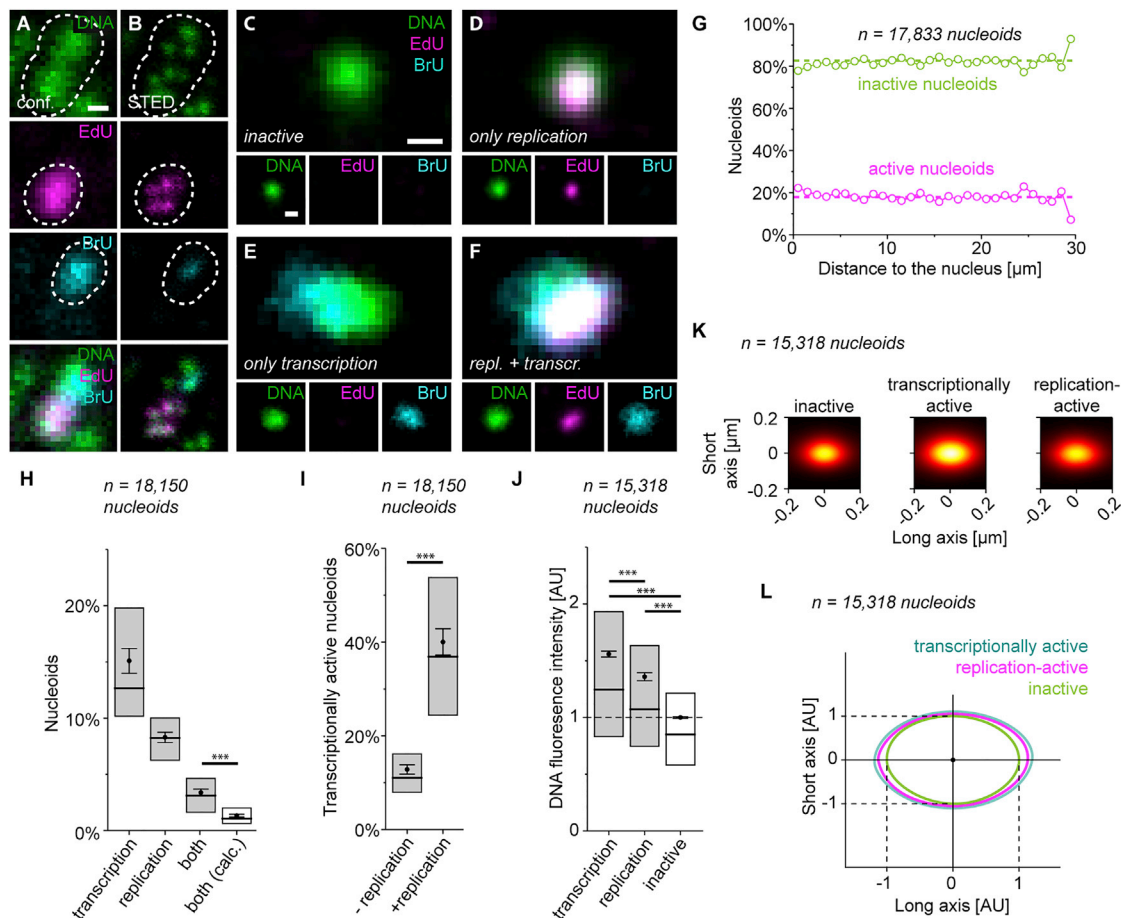 A
DNA
conf.
B
STED
EdU
BrU
DNA
EdU
BrU
C
DNA
EdU
BrU
inactive
DNA
EdU
BrU
D
DNA
EdU
BrU
only replication
DNA
EdU
BrU
E
only transcription
DNA
EdU
BrU
F
repl. + transcr.
DNA
EdU
BrU
G
n = 17,833 nucleoids
100%
80%
60%
40%
20%
0%
Nucleoids
inactive nucleoids
active nucleoids
0
10
20
30
Distance to the nucleus [µm]
H
n = 18,150
nucleoids
20%
10%
0%
Nucleoids
***
transcription
replication
both
both (calc.)
I
n = 18,150
nucleoids
60%
40%
20%
0%
Transcriptionally active nucleoids
***
- replication
+replication
J
n = 15,318
nucleoids
2
1
0
DNA fluoresence intensity [AU]
***
***
***
transcription
replication
inactive
K
n = 15,318 nucleoids
inactive
transcriptionally
active
replication-
active
Short
axis [µm]
0.2
0
-0.2
-0.2
0
0.2
-0.2
0
0.2
-0.2
0
0.2
Long axis [µm]
L
n = 15,318 nucleoids
transcriptionally active
replication-active
inactive
Short axis [AU]
1
0
-1
-1
0
1
Long axis [AU]